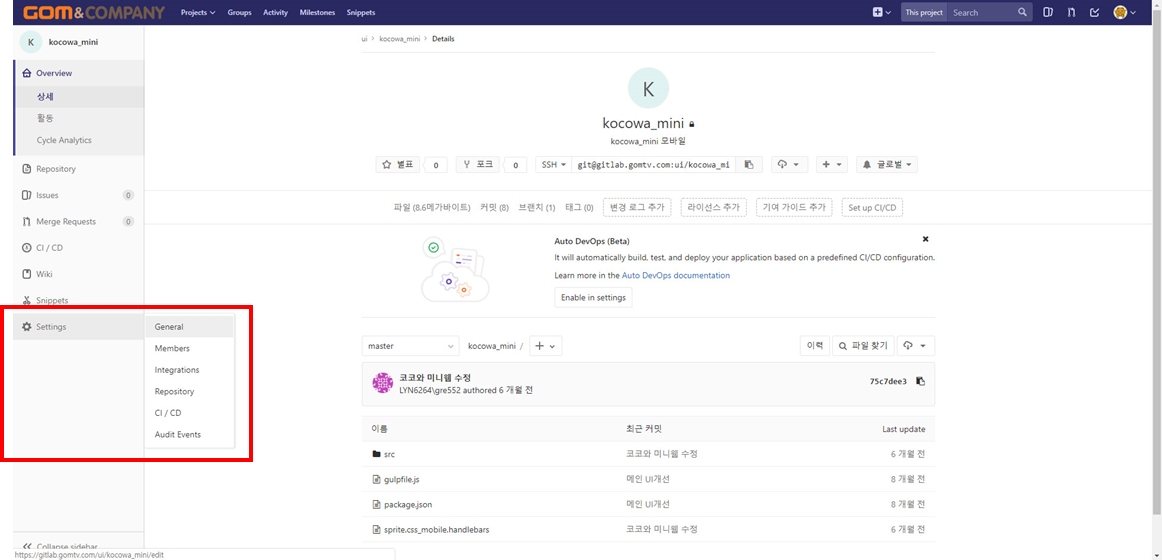 GOM&COMPANY Projects Groups Activity Milestones Snippets This project Search
K kocowa_mini
ui > kocowa_mini > Details
Overview
상세
활동
Cycle Analytics
Repository
Issues 0
Merge Requests 0
CI / CD
Wiki
Snippets
Settings
General
Members
Integrations
Repository
CI / CD
Audit Events
Collapse sidebar
https://gitlab.gomtv.com/ui/kocowa_mini/edit
K
kocowa_mini
kocowa_mini 모바일
별표 0 포크 0 SSH git@gitlab.gomtv.com:ui/kocowa_mi 글로벌
파일 (8.6메가바이트) 커밋 (8) 브랜치 (1) 태그 (0) 변경 로그 추가 라이선스 추가 기여 가이드 추가 Set up CI/CD
Auto DevOps (Beta)
It will automatically build, test, and deploy your application based on a predefined CI/CD configuration.
Learn more in the Auto DevOps documentation
Enable in settings
master kocowa_mini / 이력 파일 찾기
코코와 미니웹 수정
LYN6264\gre552 authored 6 개월 전
75c7dee3
이름 최근 커밋 Last update
src 코코와 미니웹 수정 6 개월 전
gulpfile.js 메인 UI개선 8 개월 전
package.json 메인 UI개선 8 개월 전
sprite.css_mobile.handlebars 코코와 미니웹 수정 6 개월 전